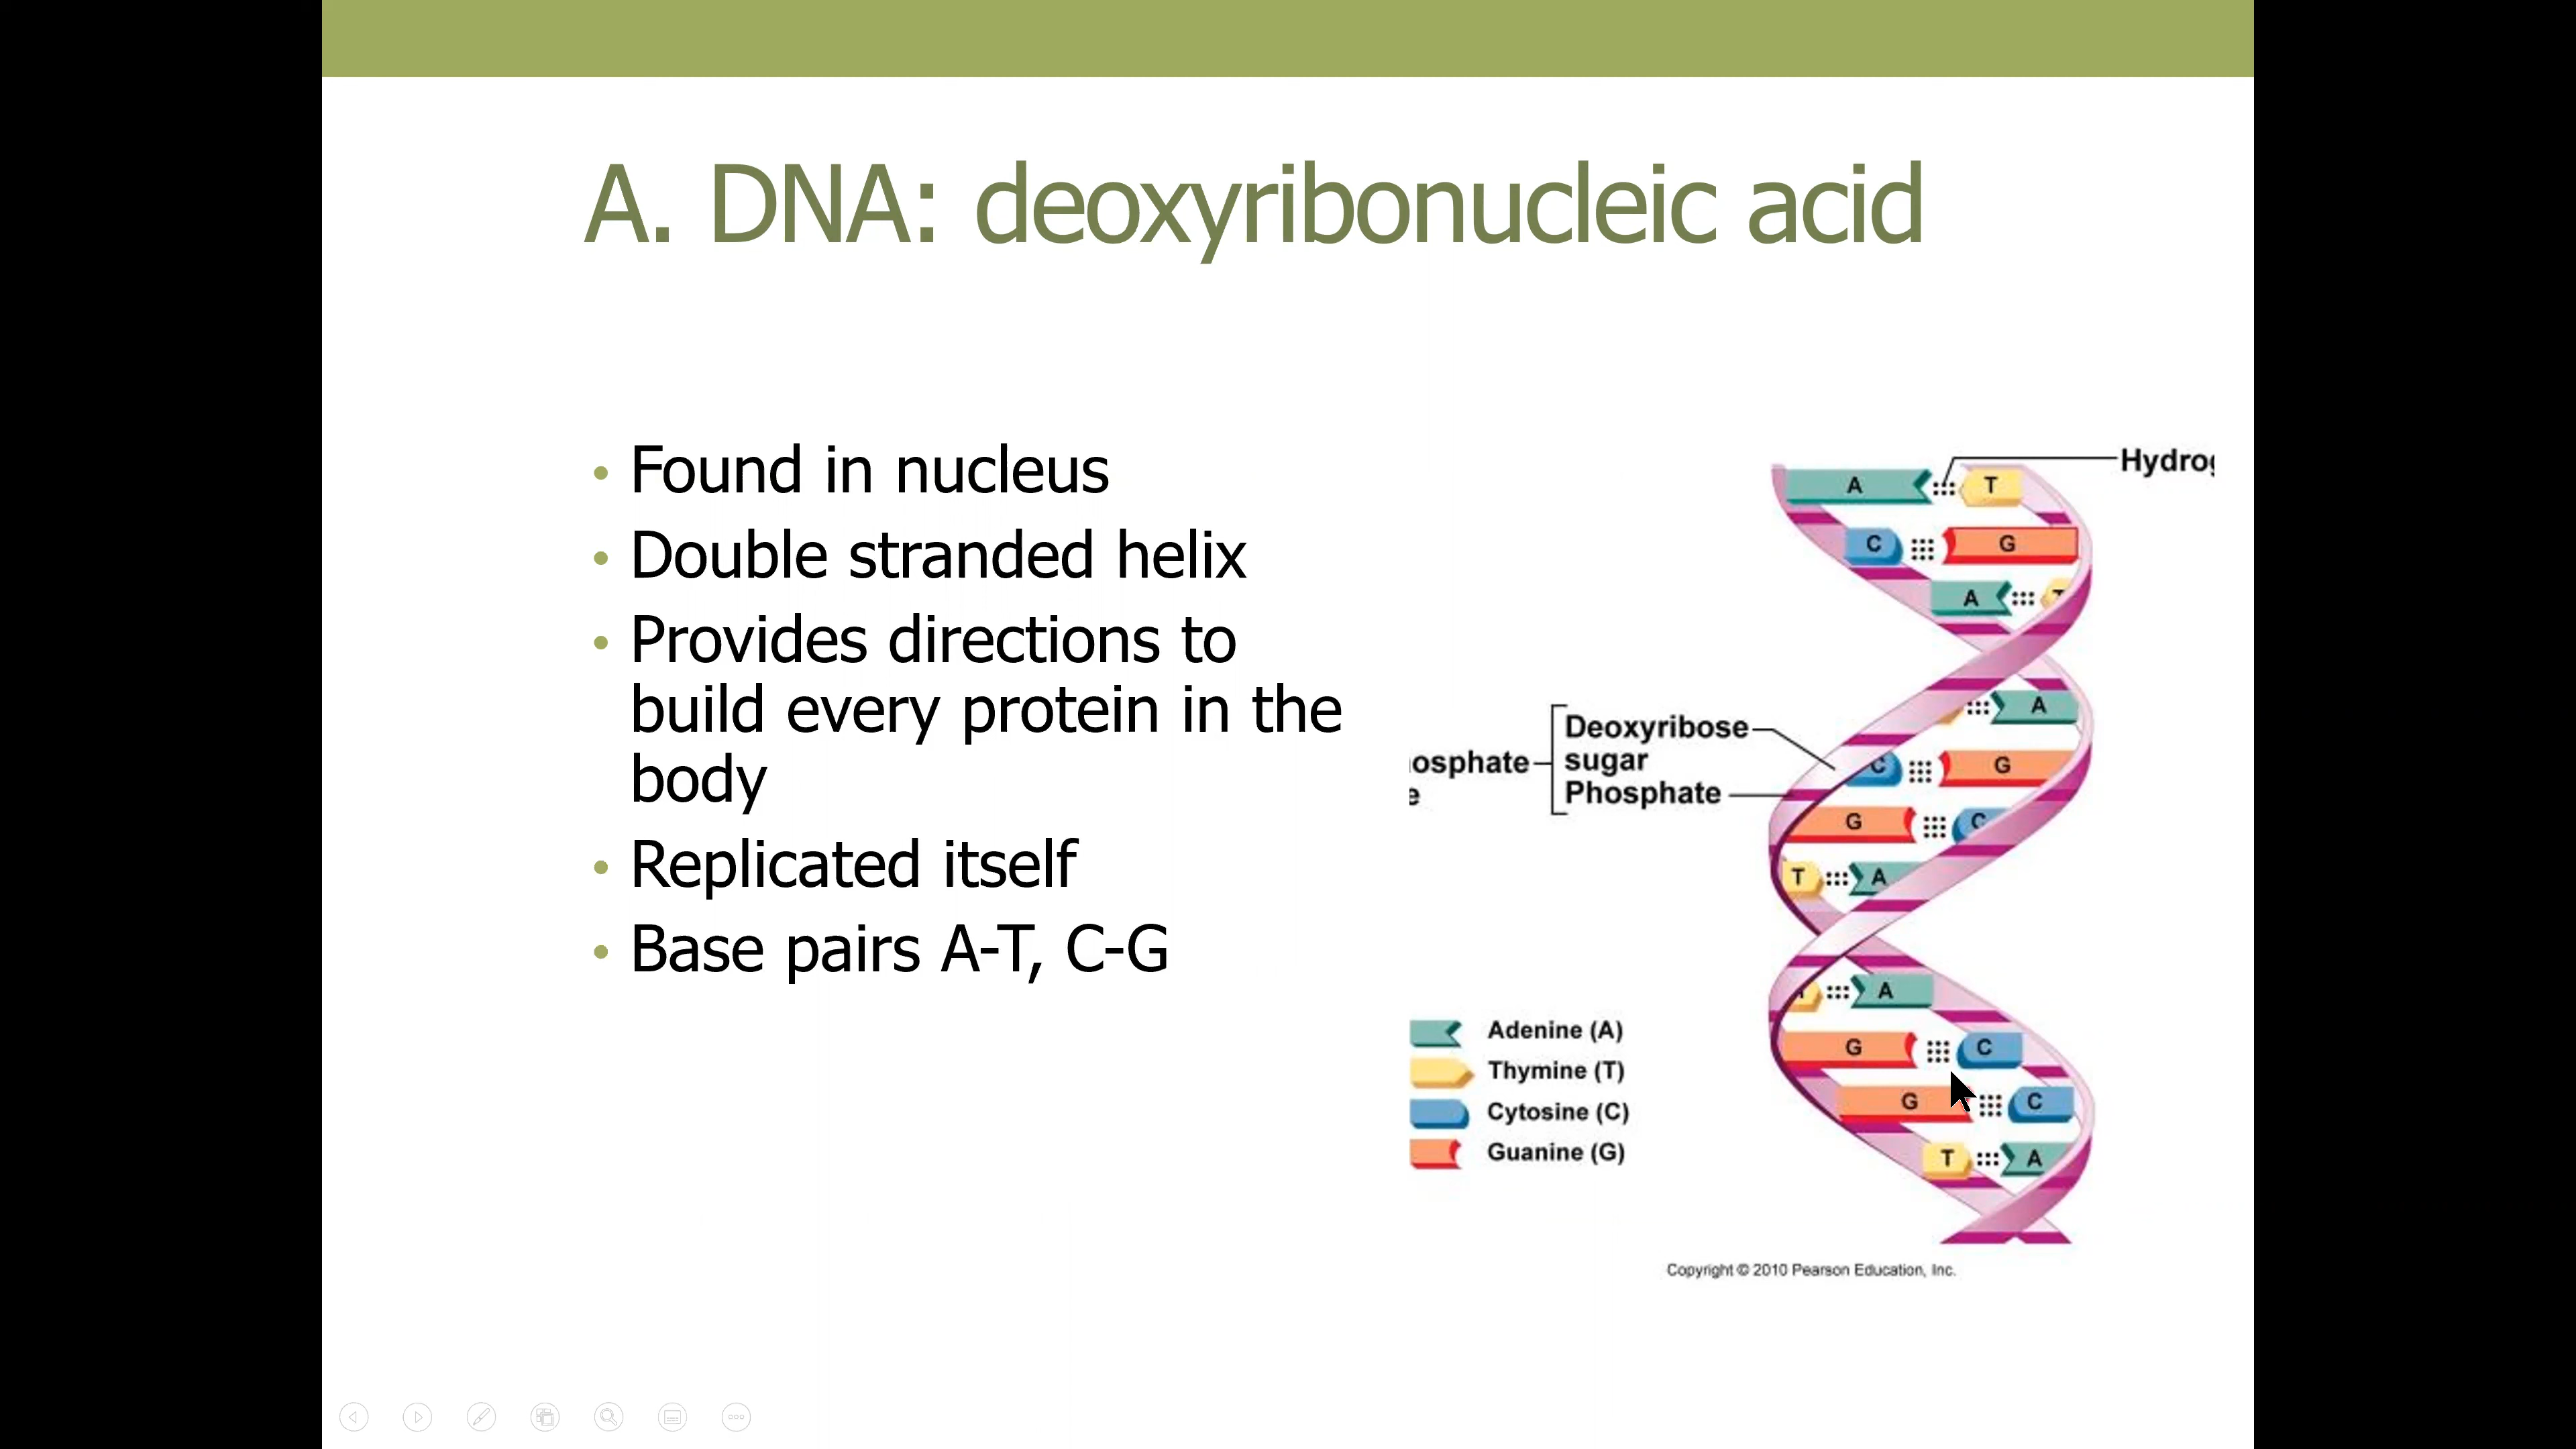 A. DNA: deoxyribonucleic acid
• Found in nucleus
• Double stranded helix
• Provides directions to
build every protein in the
body
• Replicated itself
• Base pairs A-T, C-G
Hydrog
A T
C G
A T
A
Deoxyribose
sugar
Phosphate
osphate
e
C G
G C
T A
A
G C
G C
T A
Adenine (A)
Thymine (T)
Cytosine (C)
Guanine (G)
Copyright © 2010 Pearson Education, Inc.